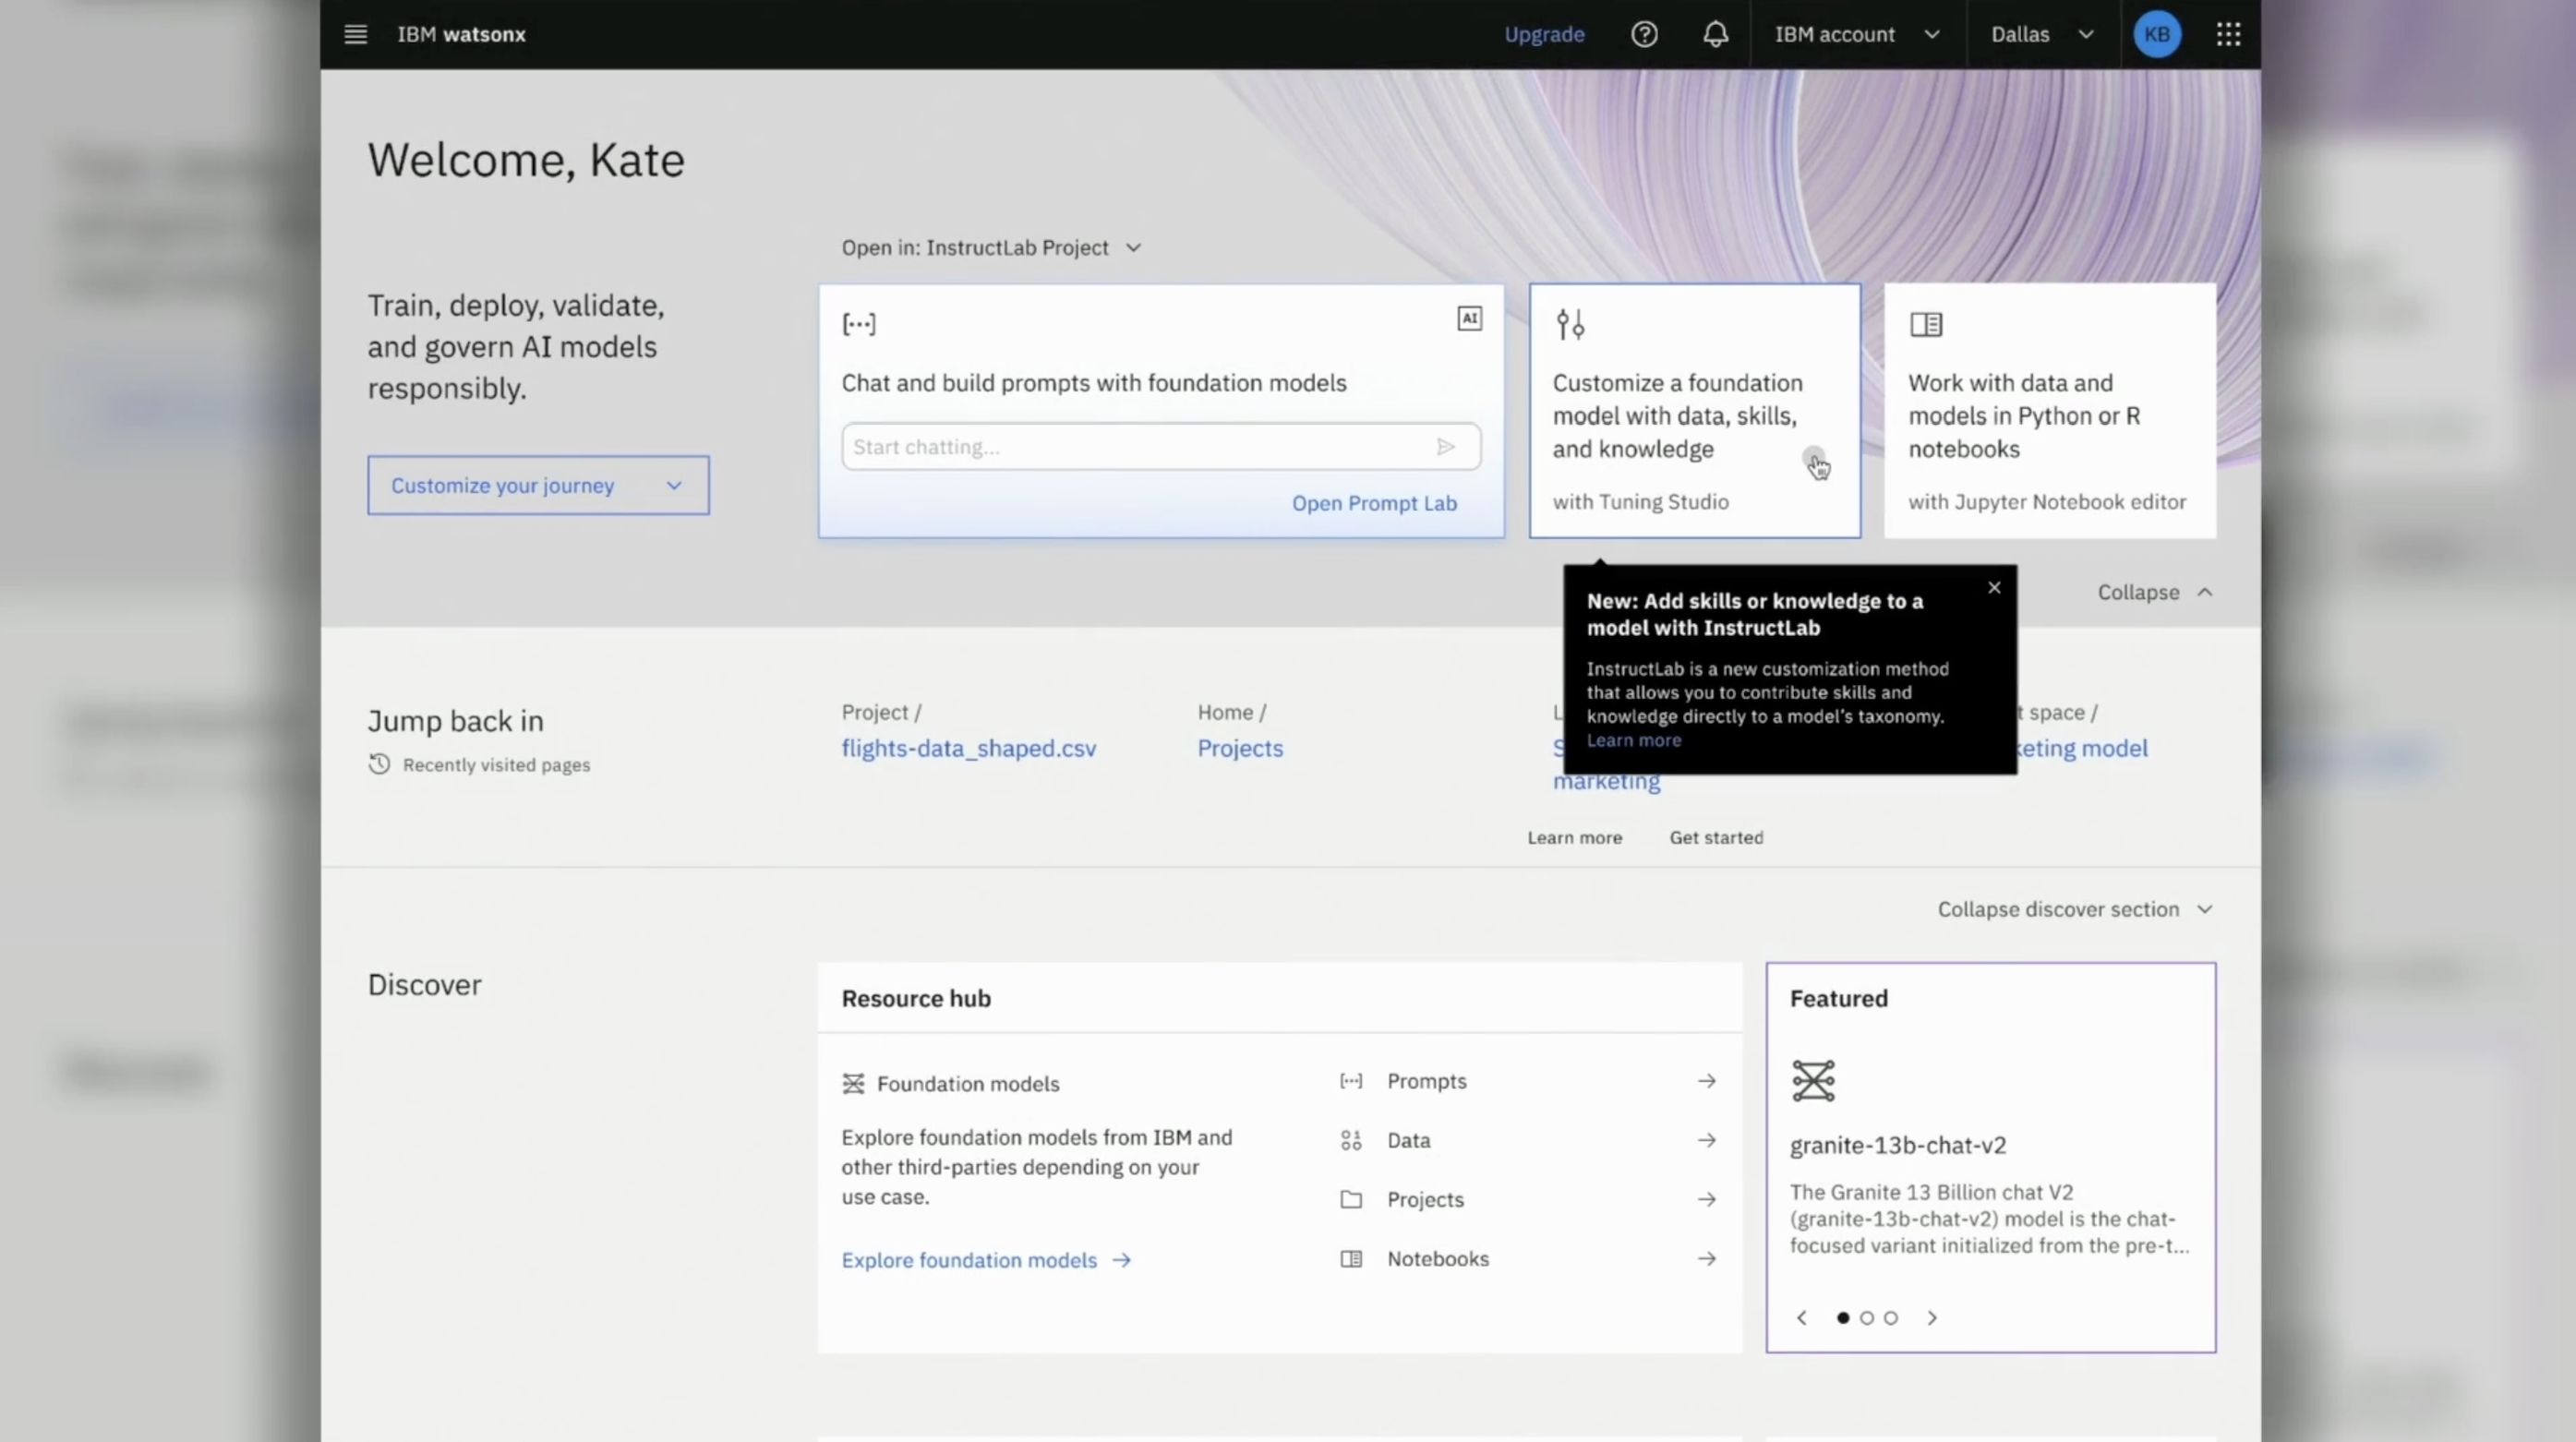 IBM watsonx
Upgrade
IBM account
Dallas
KB
Welcome, Kate
Train, deploy, validate,
and govern AI models
responsibly.
Customize your journey
Open in: InstructLab Project
[...]
AI
Chat and build prompts with foundation models
Start chatting...
Open Prompt Lab
Customize a foundation
model with data, skills,
and knowledge
with Tuning Studio
Work with data and
models in Python or R
notebooks
with Jupyter Notebook editor
New: Add skills or knowledge to a
model with InstructLab
InstructLab is a new customization method
that allows you to contribute skills and
knowledge directly to a model's taxonomy.
Learn more
Collapse
Jump back in
Recently visited pages
Project /
flights-data_shaped.csv
Home /
Projects
marketing
space /
model
Learn more
Get started
Collapse discover section
Discover
Resource hub
Foundation models
Explore foundation models from IBM and
other third-parties depending on your
use case.
Explore foundation models
Prompts
Data
Projects
Notebooks
Featured
granite-13b-chat-v2
The Granite 13 Billion chat V2
(granite-13b-chat-v2) model is the chat-
focused variant initialized from the pre-t...